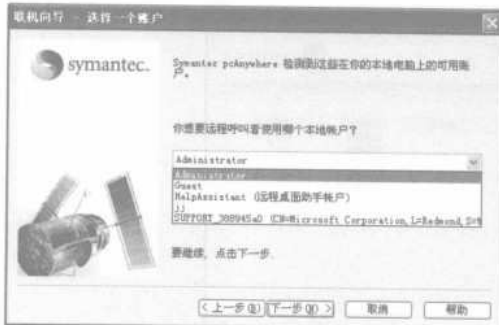 联机向导 - 选择一个账户
symantec.
Symantec pcAnywhere 检测到这些在你的本地电脑上的可用账
户。
你想要远程呼叫着使用哪个本地帐户?
Administrator
Administrator
Guest
HelpAssistant (远程桌面助手帐户)
jj
SUPPORT_388945a0 (CN=Microsoft Corporation,L=Redmond,S=W
要继续, 点击下一步.
< 上一步(B) 下一步(N) > 取消 帮助